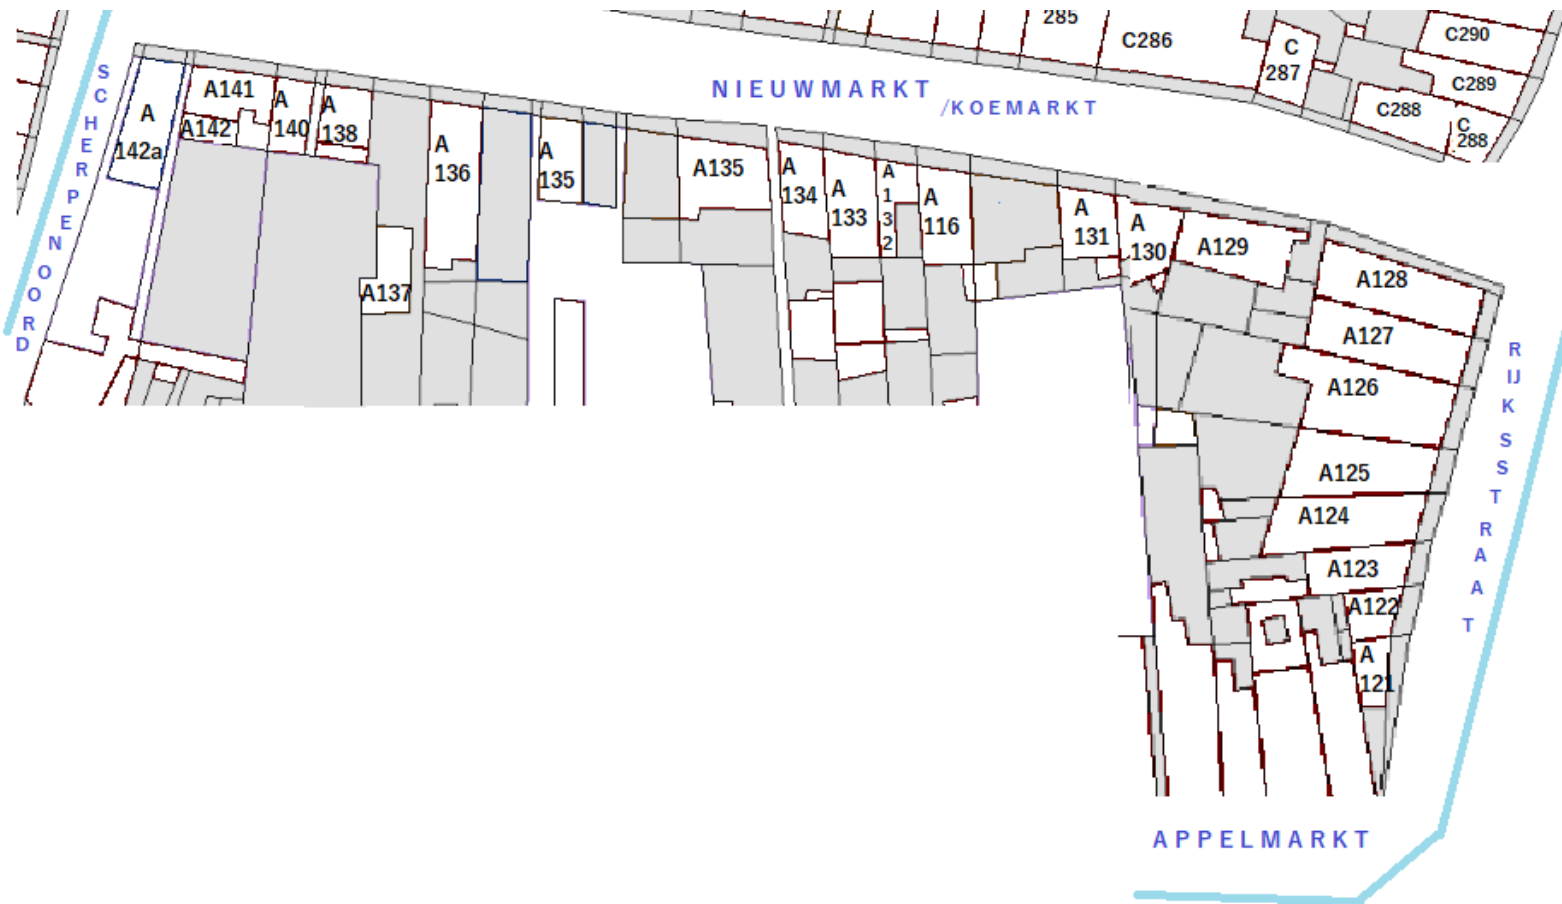 285
C286
C
287
C290
C289
C288
C
288
NIEUWMARKT
/KOEMARKT
SCHERPENOORD
A
142a
A141
A142
A
140
A
138
A137
A
136
A
135
A135
A
134
A
133
A
1
3
2
A
116
A
131
A
130
A129
A128
A127
A126
A125
A124
A123
A122
A
121
RIJKSSTRAAT
APPELMARKT